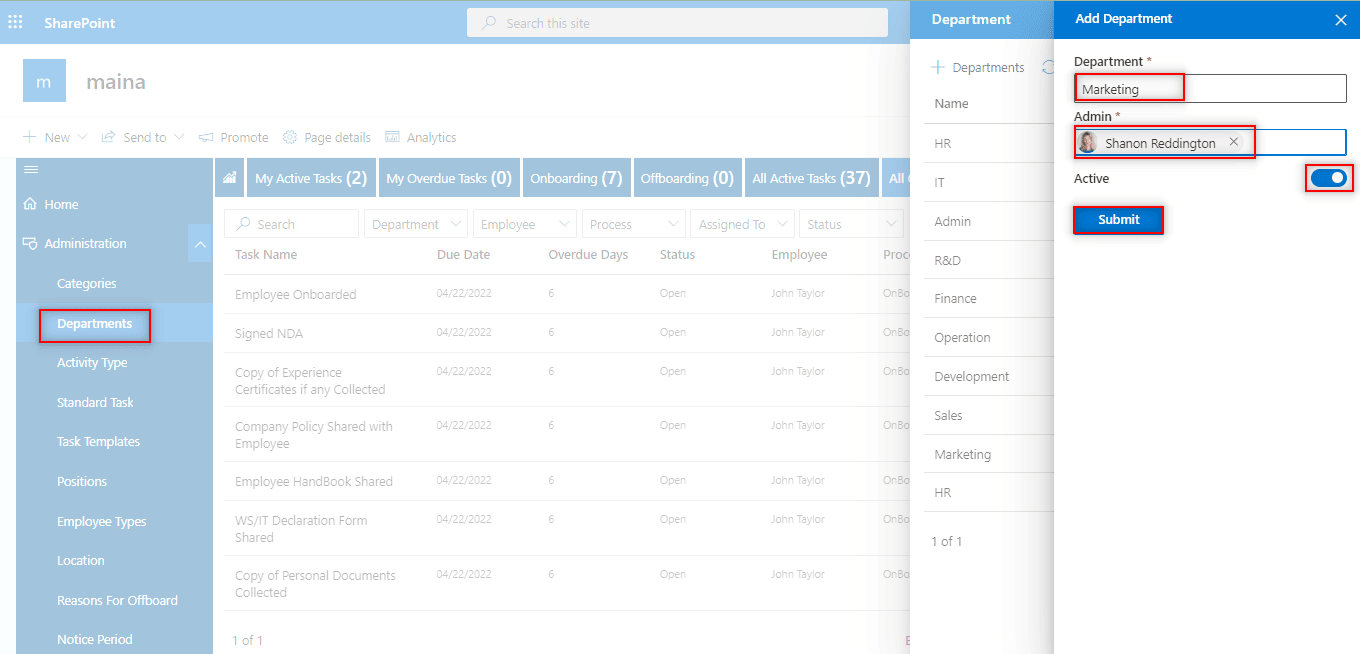 SharePoint
Search this site
m
maina
New
Send to
Promote
Page details
Analytics
Home
Administration
Categories
Departments
Activity Type
Standard Task
Task Templates
Positions
Employee Types
Location
Reasons For Offboard
Notice Period
My Active Tasks (2)
My Overdue Tasks (0)
Onboarding (7)
Offboarding (0)
All Active Tasks (37)
All
Search
Department
Employee
Process
Assigned To
Status
Task Name Due Date Overdue Days Status Employee Proc
Employee Onboarded 04/22/2022 6 Open John Taylor OnBo
Signed NDA 04/22/2022 6 Open John Taylor OnBo
Copy of Experience 04/22/2022 6 Open John Taylor OnBo
Certificates if any Collected
Company Policy Shared with 04/22/2022 6 Open John Taylor OnBo
Employee
Employee HandBook Shared 04/22/2022 6 Open John Taylor OnBo
WS/IT Declaration Form 04/22/2022 6 Open John Taylor OnBo
Shared
Copy of Personal Documents 04/22/2022 6 Open John Taylor OnBo
Collected
1 of 1
Department
Departments
Name
HR
IT
Admin
R&D
Finance
Operation
Development
Sales
Marketing
HR
1 of 1
Add Department
Department *
Marketing
Admin *
Shanon Reddington
Active
Submit